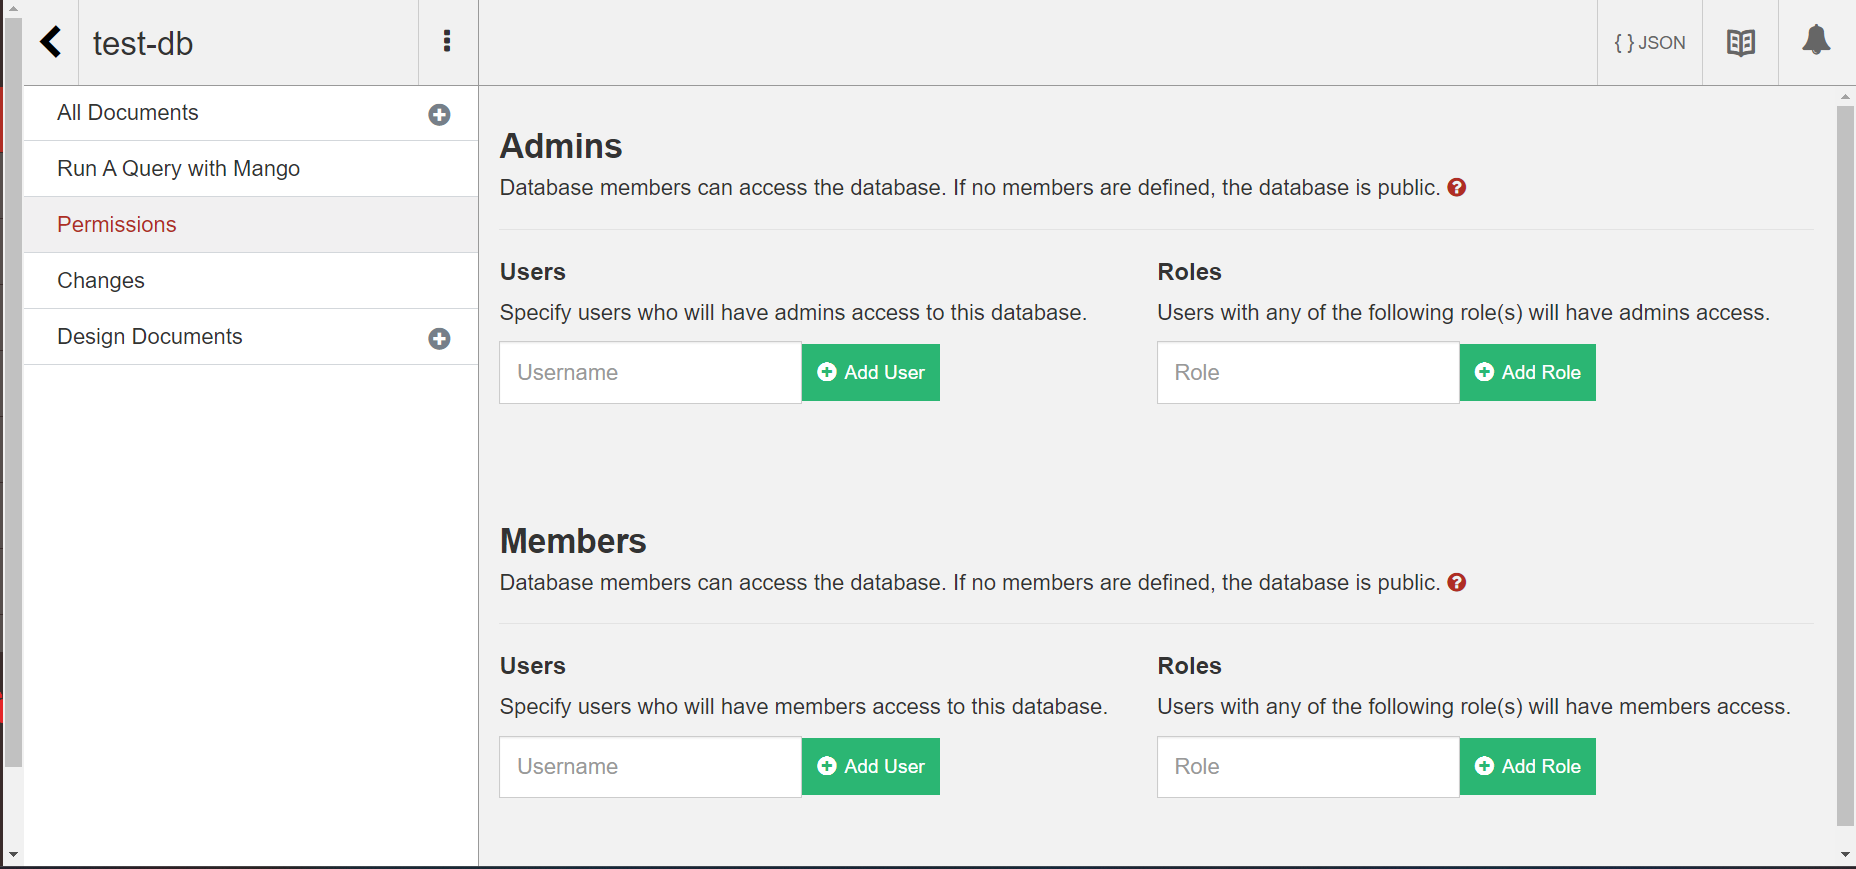 test-db
{ } JSON
All Documents
Run A Query with Mango
Permissions
Changes
Design Documents
Admins
Database members can access the database. If no members are defined, the database is public.
Users
Specify users who will have admins access to this database.
Username
Add User
Roles
Users with any of the following role(s) will have admins access.
Role
Add Role
Members
Database members can access the database. If no members are defined, the database is public.
Users
Specify users who will have members access to this database.
Username
Add User
Roles
Users with any of the following role(s) will have members access.
Role
Add Role